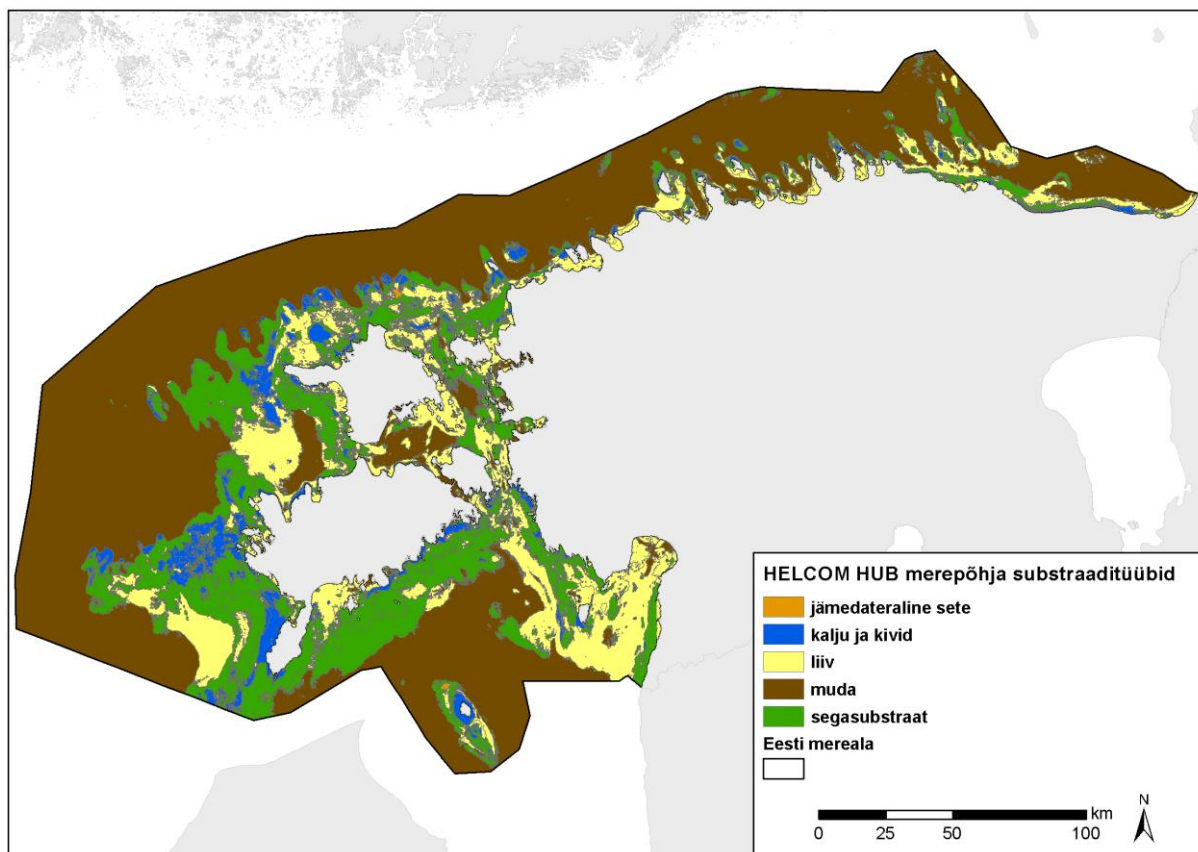 HELCOM HUB merepõhja substraaditüübid
jämedateraline sete
kalju ja kivid
liiv
muda
segasubstraat
Eesti mereala
km
0 25 50 100
N